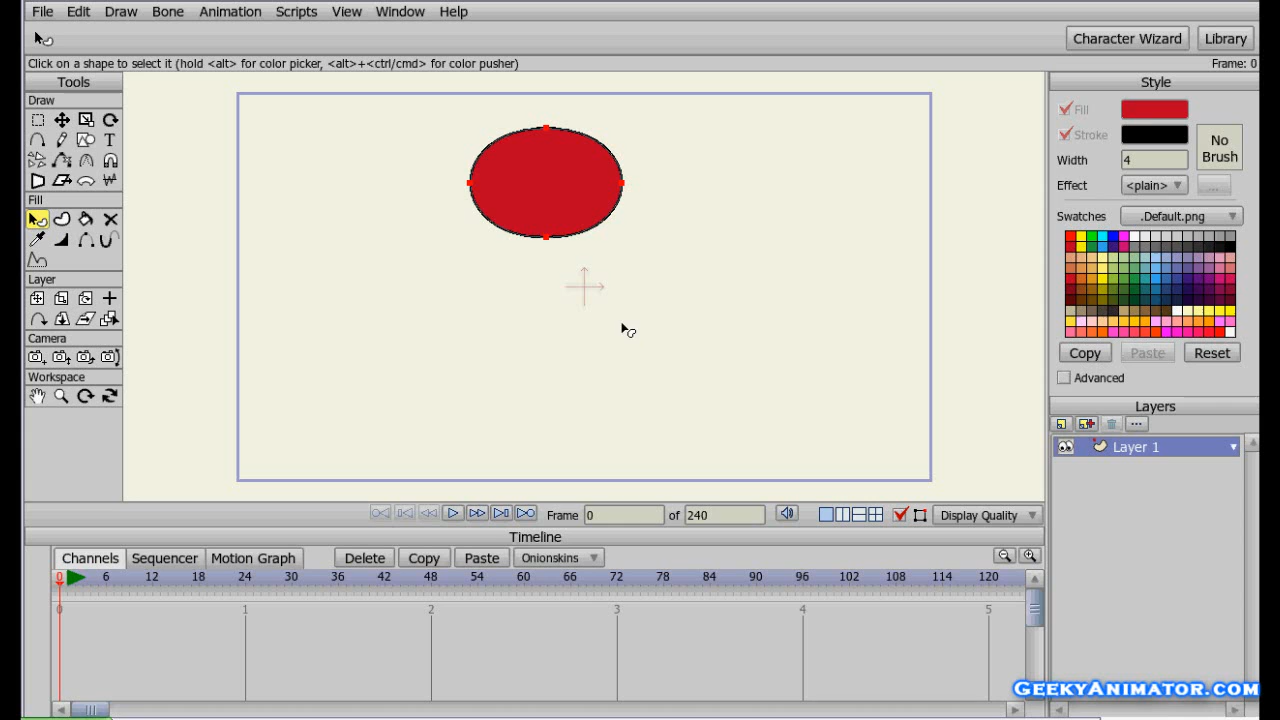 File Edit Draw Bone Animation Scripts View Window Help
Character Wizard Library
Click on a shape to select it (hold <alt> for color picker, <alt>+<ctrl/cmd> for color pusher) Frame: 0
Tools
Style
Draw
Fill
Stroke
No
Brush
Width 4
Effect <plain> ...
T
Fill
Swatches .Default.png
Layer
Camera
Copy Paste Reset
Workspace
Advanced
Layers
Layer 1
Frame 0 of 240 Display Quality
Timeline
Channels Sequencer Motion Graph Delete Copy Paste Onionskins
0 6 12 18 24 30 36 42 48 54 60 66 72 78 84 90 96 102 108 114 120
0 1 2 3 4 5
GeekyAnimator.com